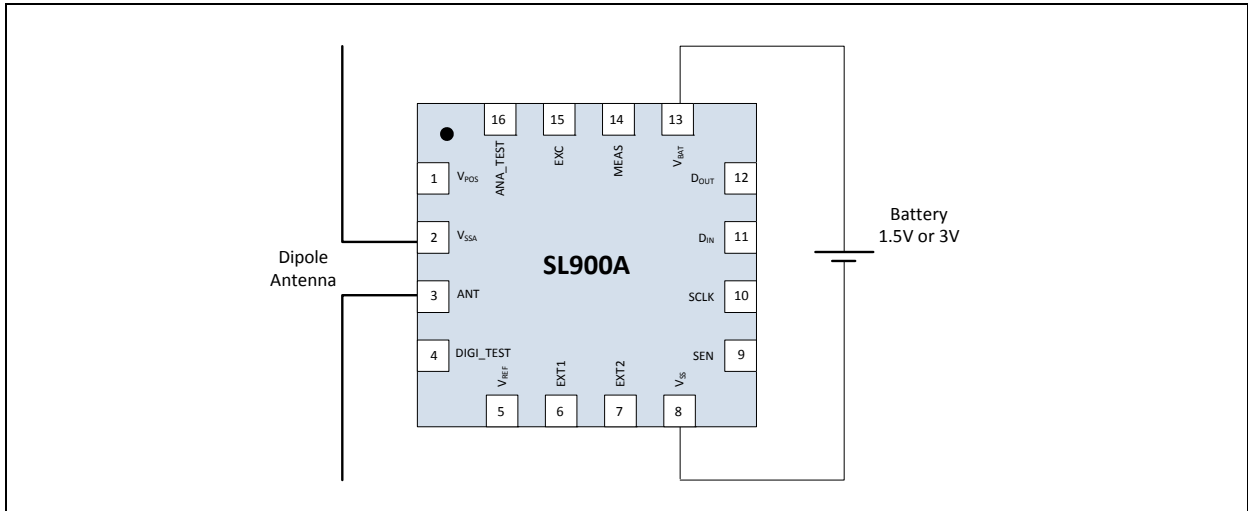 16
15
14
13
ANA_TEST
EXC
MEAS
VBAT
1
VPOS
DOUT
12
2
VSSA
DIN
11
Battery
1.5V or 3V
Dipole
Antenna
SL900A
3
ANT
SCLK
10
4
DIGI_TEST
SEN
9
VREF
EXT1
EXT2
VSS
5
6
7
8